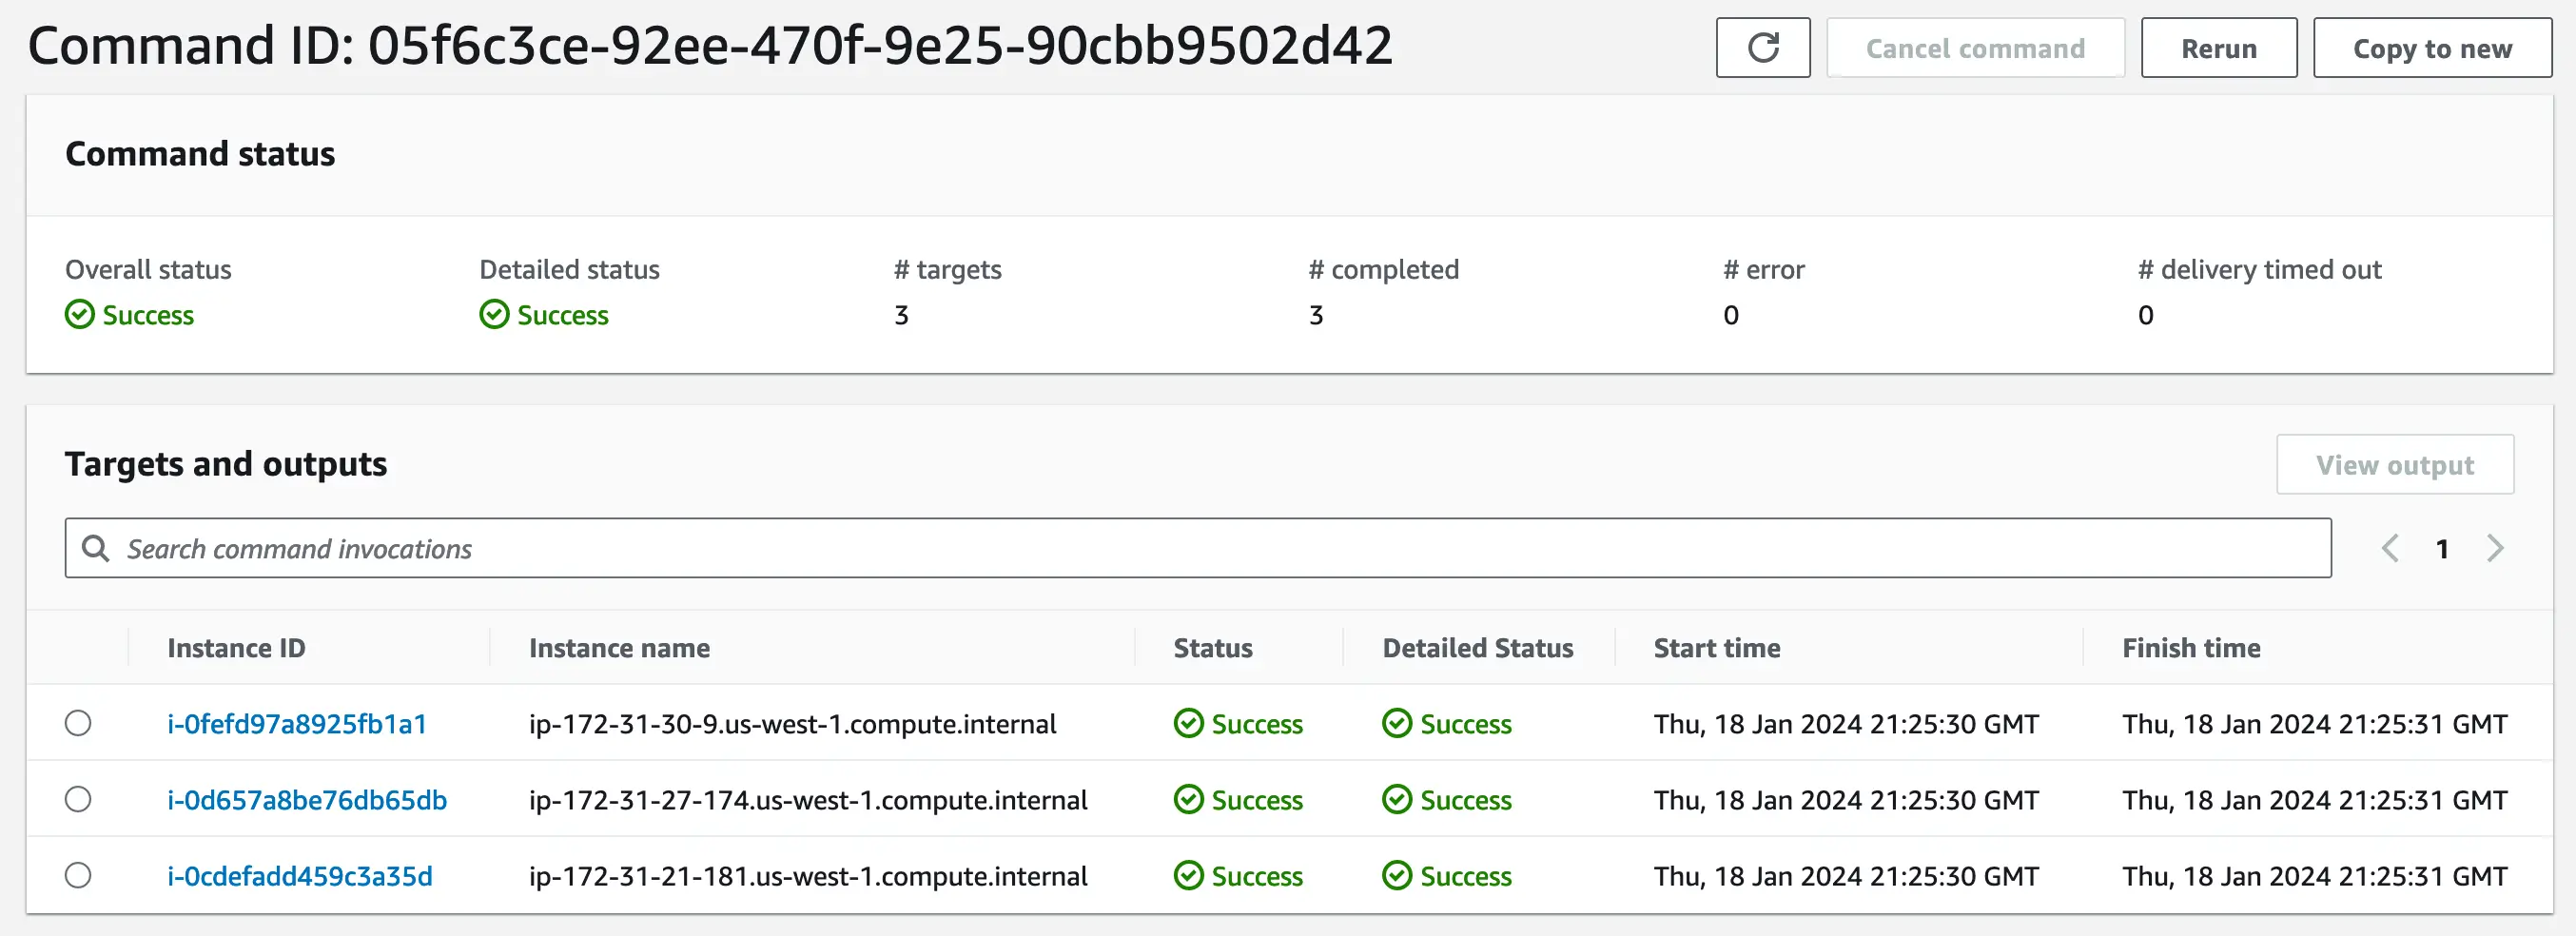 Command ID: 05f6c3ce-92ee-470f-9e25-90cbb9502d42 Cancel command Rerun Copy to new
Command status
Overall status Detailed status # targets # completed # error # delivery timed out
Success Success 3 3 0 0
Targets and outputs View output
Search command invocations 1
Instance ID Instance name Status Detailed Status Start time Finish time
i-0fefd97a8925fb1a1 ip-172-31-30-9.us-west-1.compute.internal Success Success Thu, 18 Jan 2024 21:25:30 GMT Thu, 18 Jan 2024 21:25:31 GMT
i-0d657a8be76db65db ip-172-31-27-174.us-west-1.compute.internal Success Success Thu, 18 Jan 2024 21:25:30 GMT Thu, 18 Jan 2024 21:25:31 GMT
i-0cdefadd459c3a35d ip-172-31-21-181.us-west-1.compute.internal Success Success Thu, 18 Jan 2024 21:25:30 GMT Thu, 18 Jan 2024 21:25:31 GMT